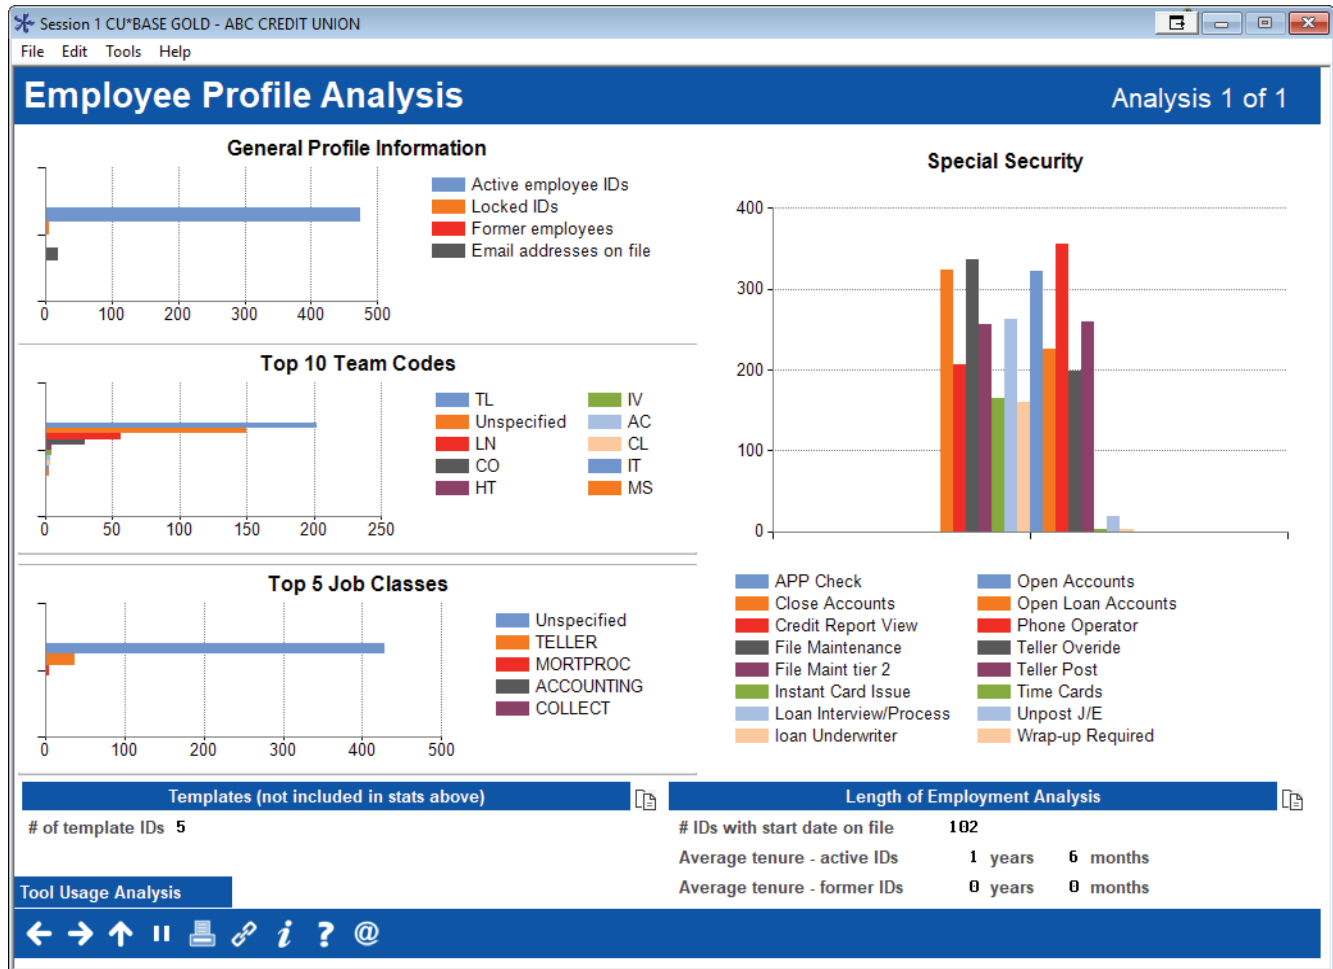 Session 1 CU*BASE GOLD - ABC CREDIT UNION
File Edit Tools Help
Employee Profile Analysis
Analysis 1 of 1
General Profile Information
Active employee IDs
Locked IDs
Former employees
Email addresses on file
0 100 200 300 400 500
Top 10 Team Codes
TL IV
Unspecified AC
LN CL
CO IT
HT MS
0 50 100 150 200 250
Top 5 Job Classes
Unspecified
TELLER
MORTPROC
ACCOUNTING
COLLECT
0 100 200 300 400 500
Special Security
400
300
200
100
0
APP Check Open Accounts
Close Accounts Open Loan Accounts
Credit Report View Phone Operator
File Maintenance Teller Overide
File Maint tier 2 Teller Post
Instant Card Issue Time Cards
Loan Interview/Process Unpost J/E
loan Underwriter Wrap-up Required
Templates (not included in stats above)
# of template IDs 5
Length of Employment Analysis
# IDs with start date on file 102
Average tenure - active IDs 1 years 6 months
Average tenure - former IDs 0 years 0 months
Tool Usage Analysis